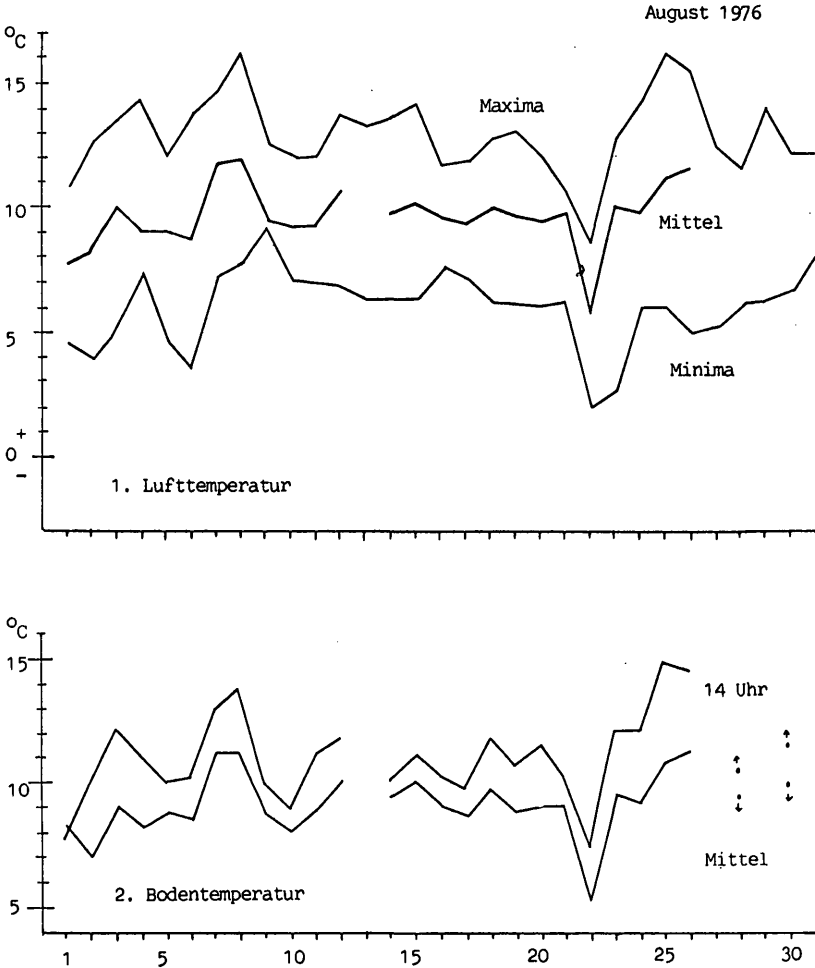 August 1976
°C
15
Maxima
10
Mittel
5
Minima
+
0
-
1. Lufttemperatur
°C
15
14 Uhr
10
Mittel
2. Bodentemperatur
5
1 5 10 15 20 25 30